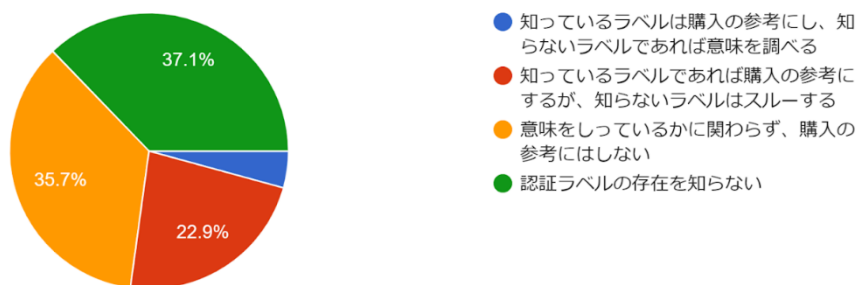 37.1%
35.7%
22.9%
知っているラベルは購入の参考にし、知
らないラベルであれば意味を調べる
知っているラベルであれば購入の参考に
するが、知らないラベルはスルーする
意味をしっているかに関わらず、購入の
参考にはしない
認証ラベルの存在を知らない